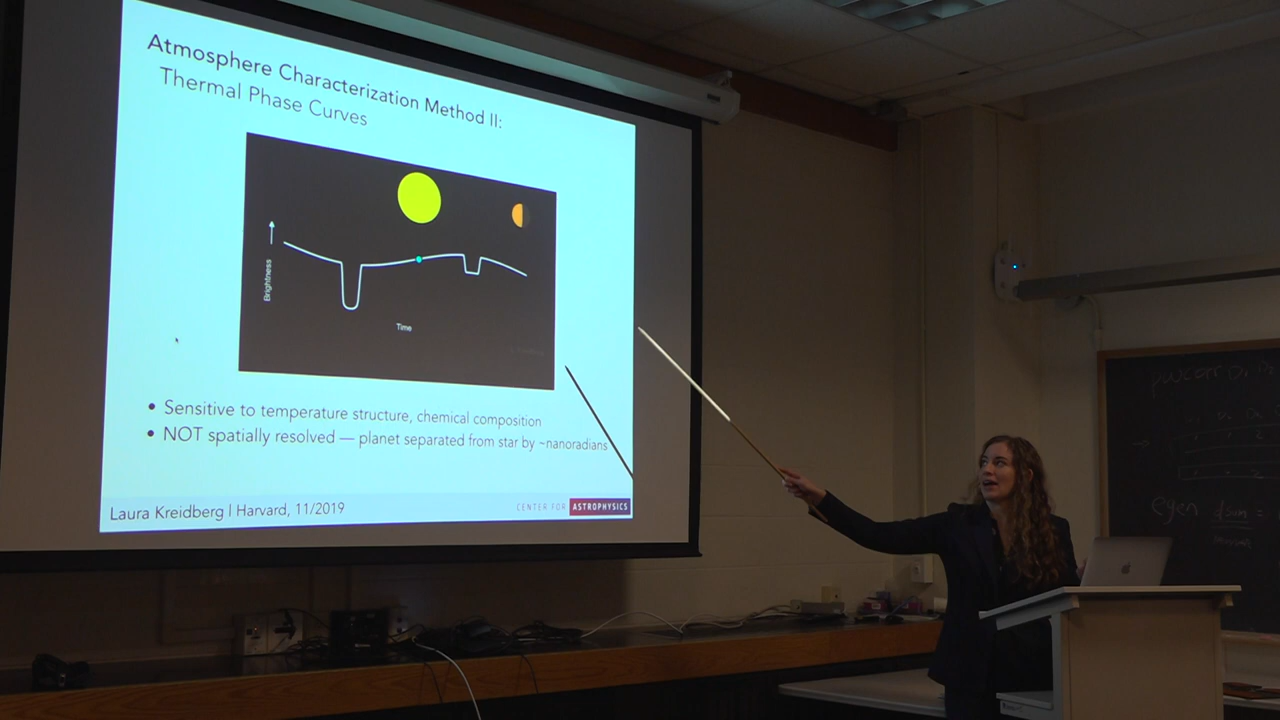 Atmosphere Characterization Method II:
Thermal Phase Curves
Brightness
Time
• Sensitive to temperature structure, chemical composition
• NOT spatially resolved — planet separated from star by ~nanoradians
Laura Kreidberg | Harvard, 11/2019
CENTER FOR ASTROPHYSICS
eigen